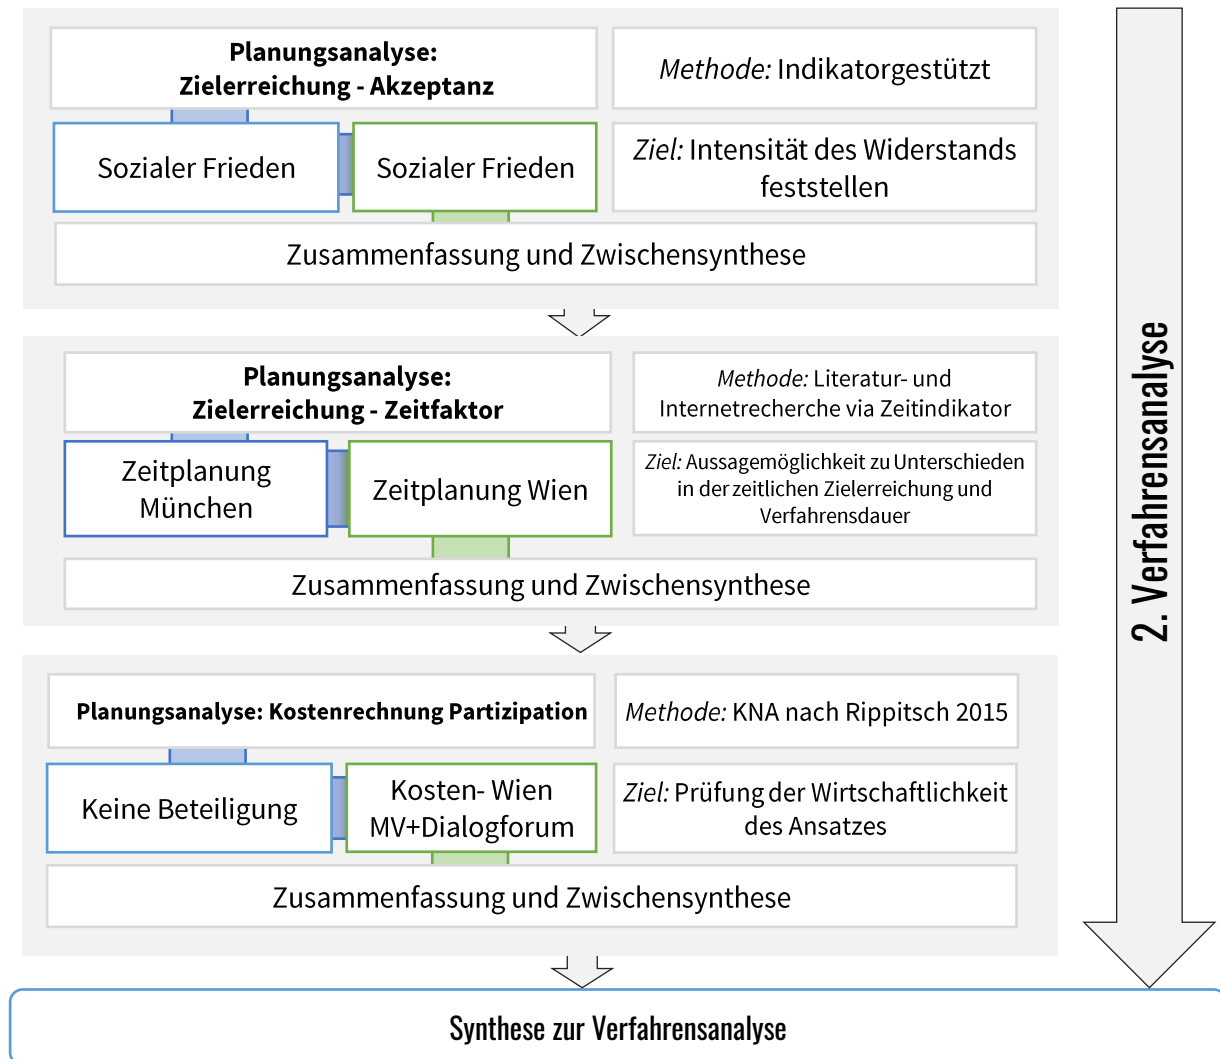 Planungsanalyse:
Zielerreichung - Akzeptanz
Methode: Indikatorgestützt
Sozialer Frieden
Sozialer Frieden
Ziel: Intensität des Widerstands
feststellen
Zusammenfassung und Zwischensynthese
Planungsanalyse:
Zielerreichung - Zeitfaktor
Methode: Literatur- und
Internetrecherche via Zeitindikator
Zeitplanung
München
Zeitplanung Wien
Ziel: Aussagemöglichkeit zu Unterschieden
in der zeitlichen Zielerreichung und
Verfahrensdauer
Zusammenfassung und Zwischensynthese
Planungsanalyse: Kostenrechnung Partizipation
Methode: KNA nach Rippitsch 2015
Keine Beteiligung
Kosten- Wien
MV+Dialogforum
Ziel: Prüfung der Wirtschaftlichkeit
des Ansatzes
Zusammenfassung und Zwischensynthese
2. Verfahrensanalyse
Synthese zur Verfahrensanalyse